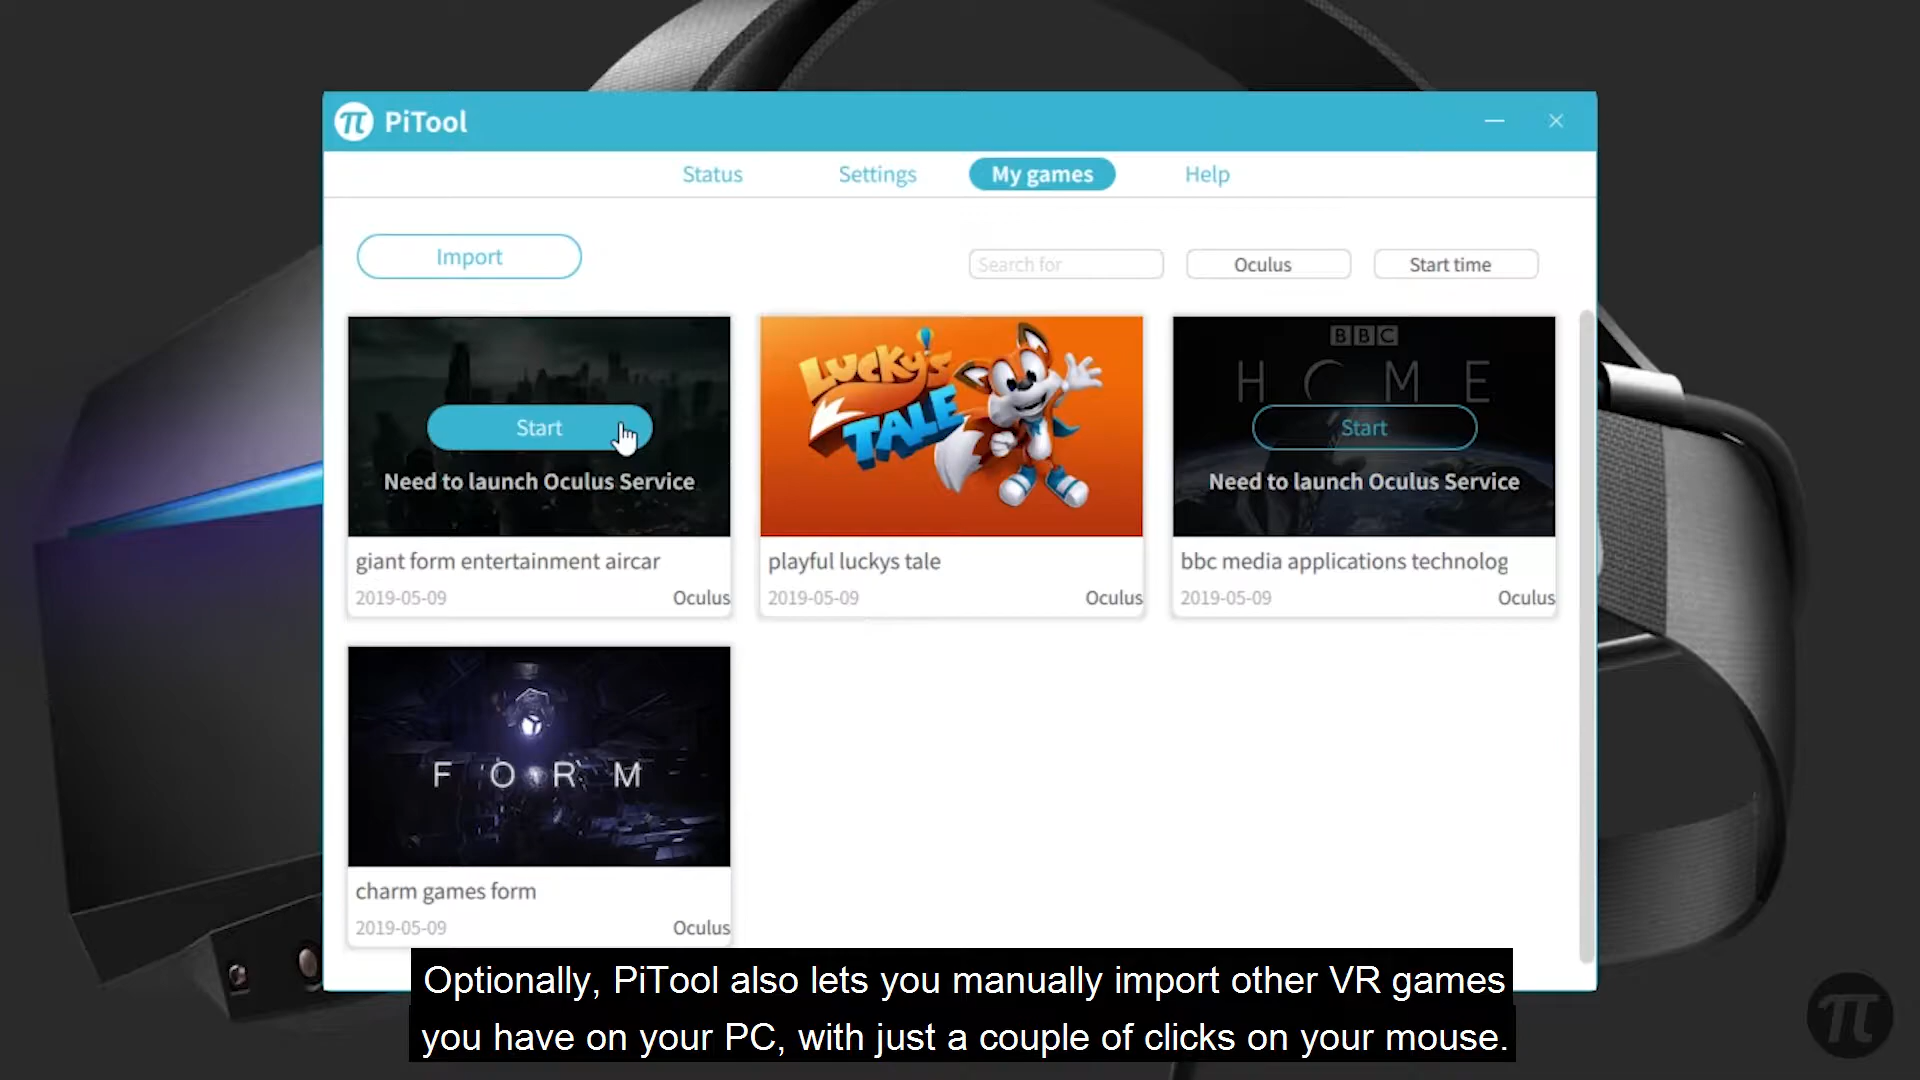 π PiTool
Status Settings My games Help
Import
Search for Oculus Start time
Start
Need to launch Oculus Service
giant form entertainment aircar
2019-05-09 Oculus
LUCKY'S
TALE
playful luckys tale
2019-05-09 Oculus
BBC
HOME
Start
Need to launch Oculus Service
bbc media applications technolog
2019-05-09 Oculus
FORM
charm games form
2019-05-09 Oculus
Optionally, PiTool also lets you manually import other VR games
you have on your PC, with just a couple of clicks on your mouse.
π